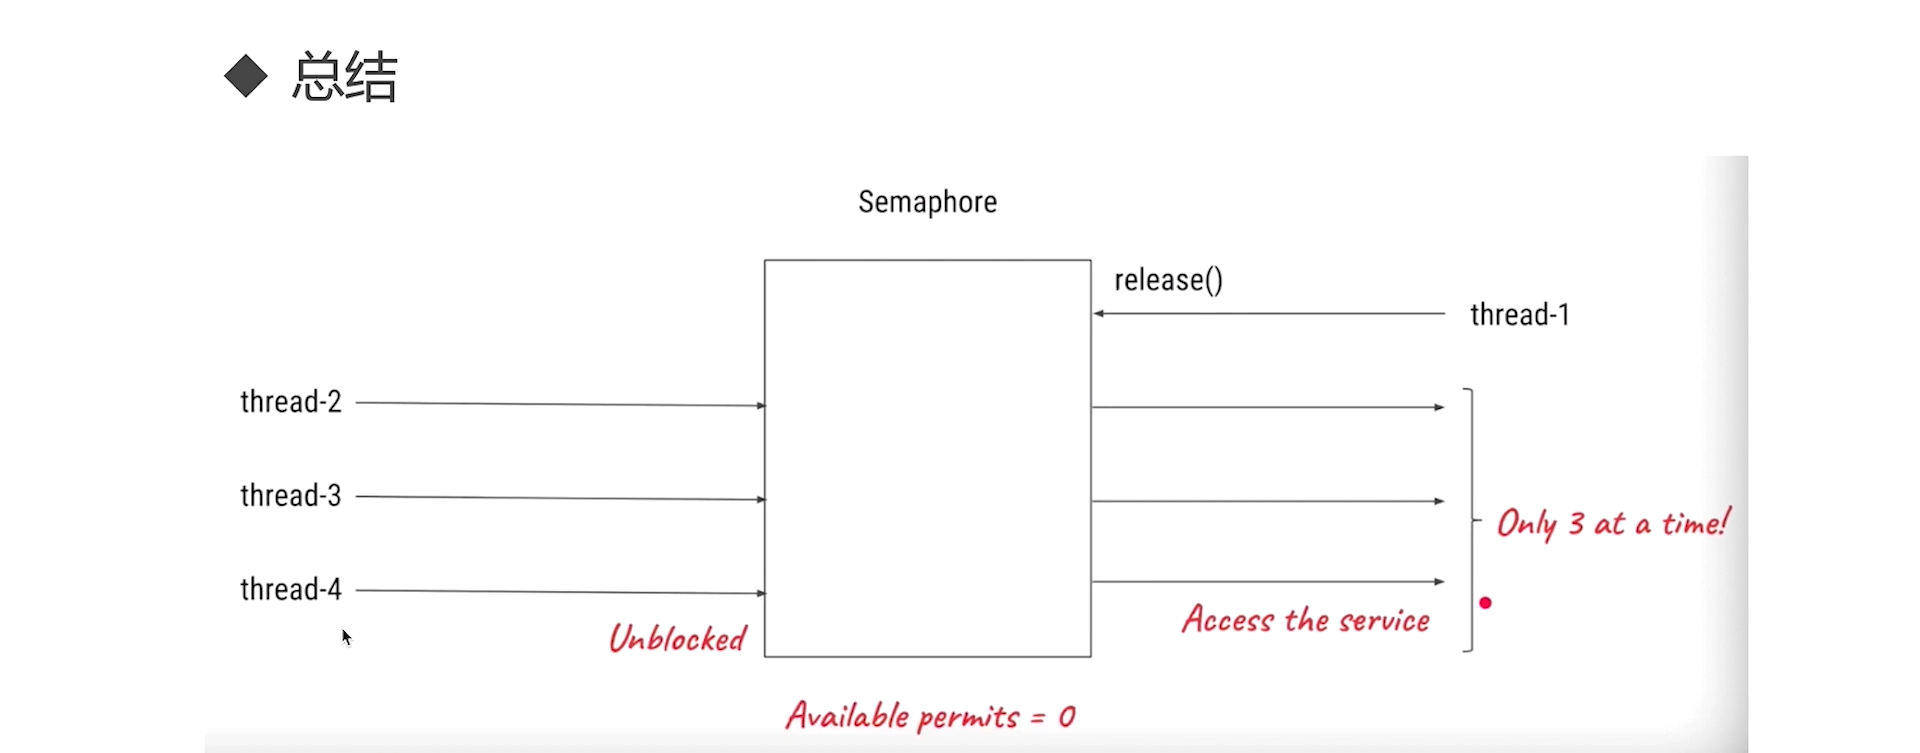 总结
Semaphore
release()
thread-1
thread-2
thread-3
Only 3 at a time!
thread-4
Access the service
Unblocked
Available permits = 0